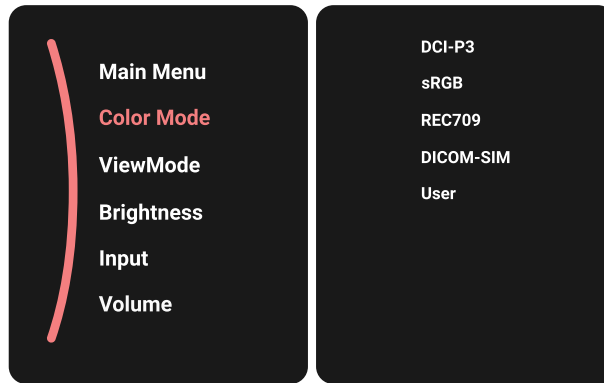 Main Menu
Color Mode
ViewMode
Brightness
Input
Volume
DCI-P3
sRGB
REC709
DICOM-SIM
User